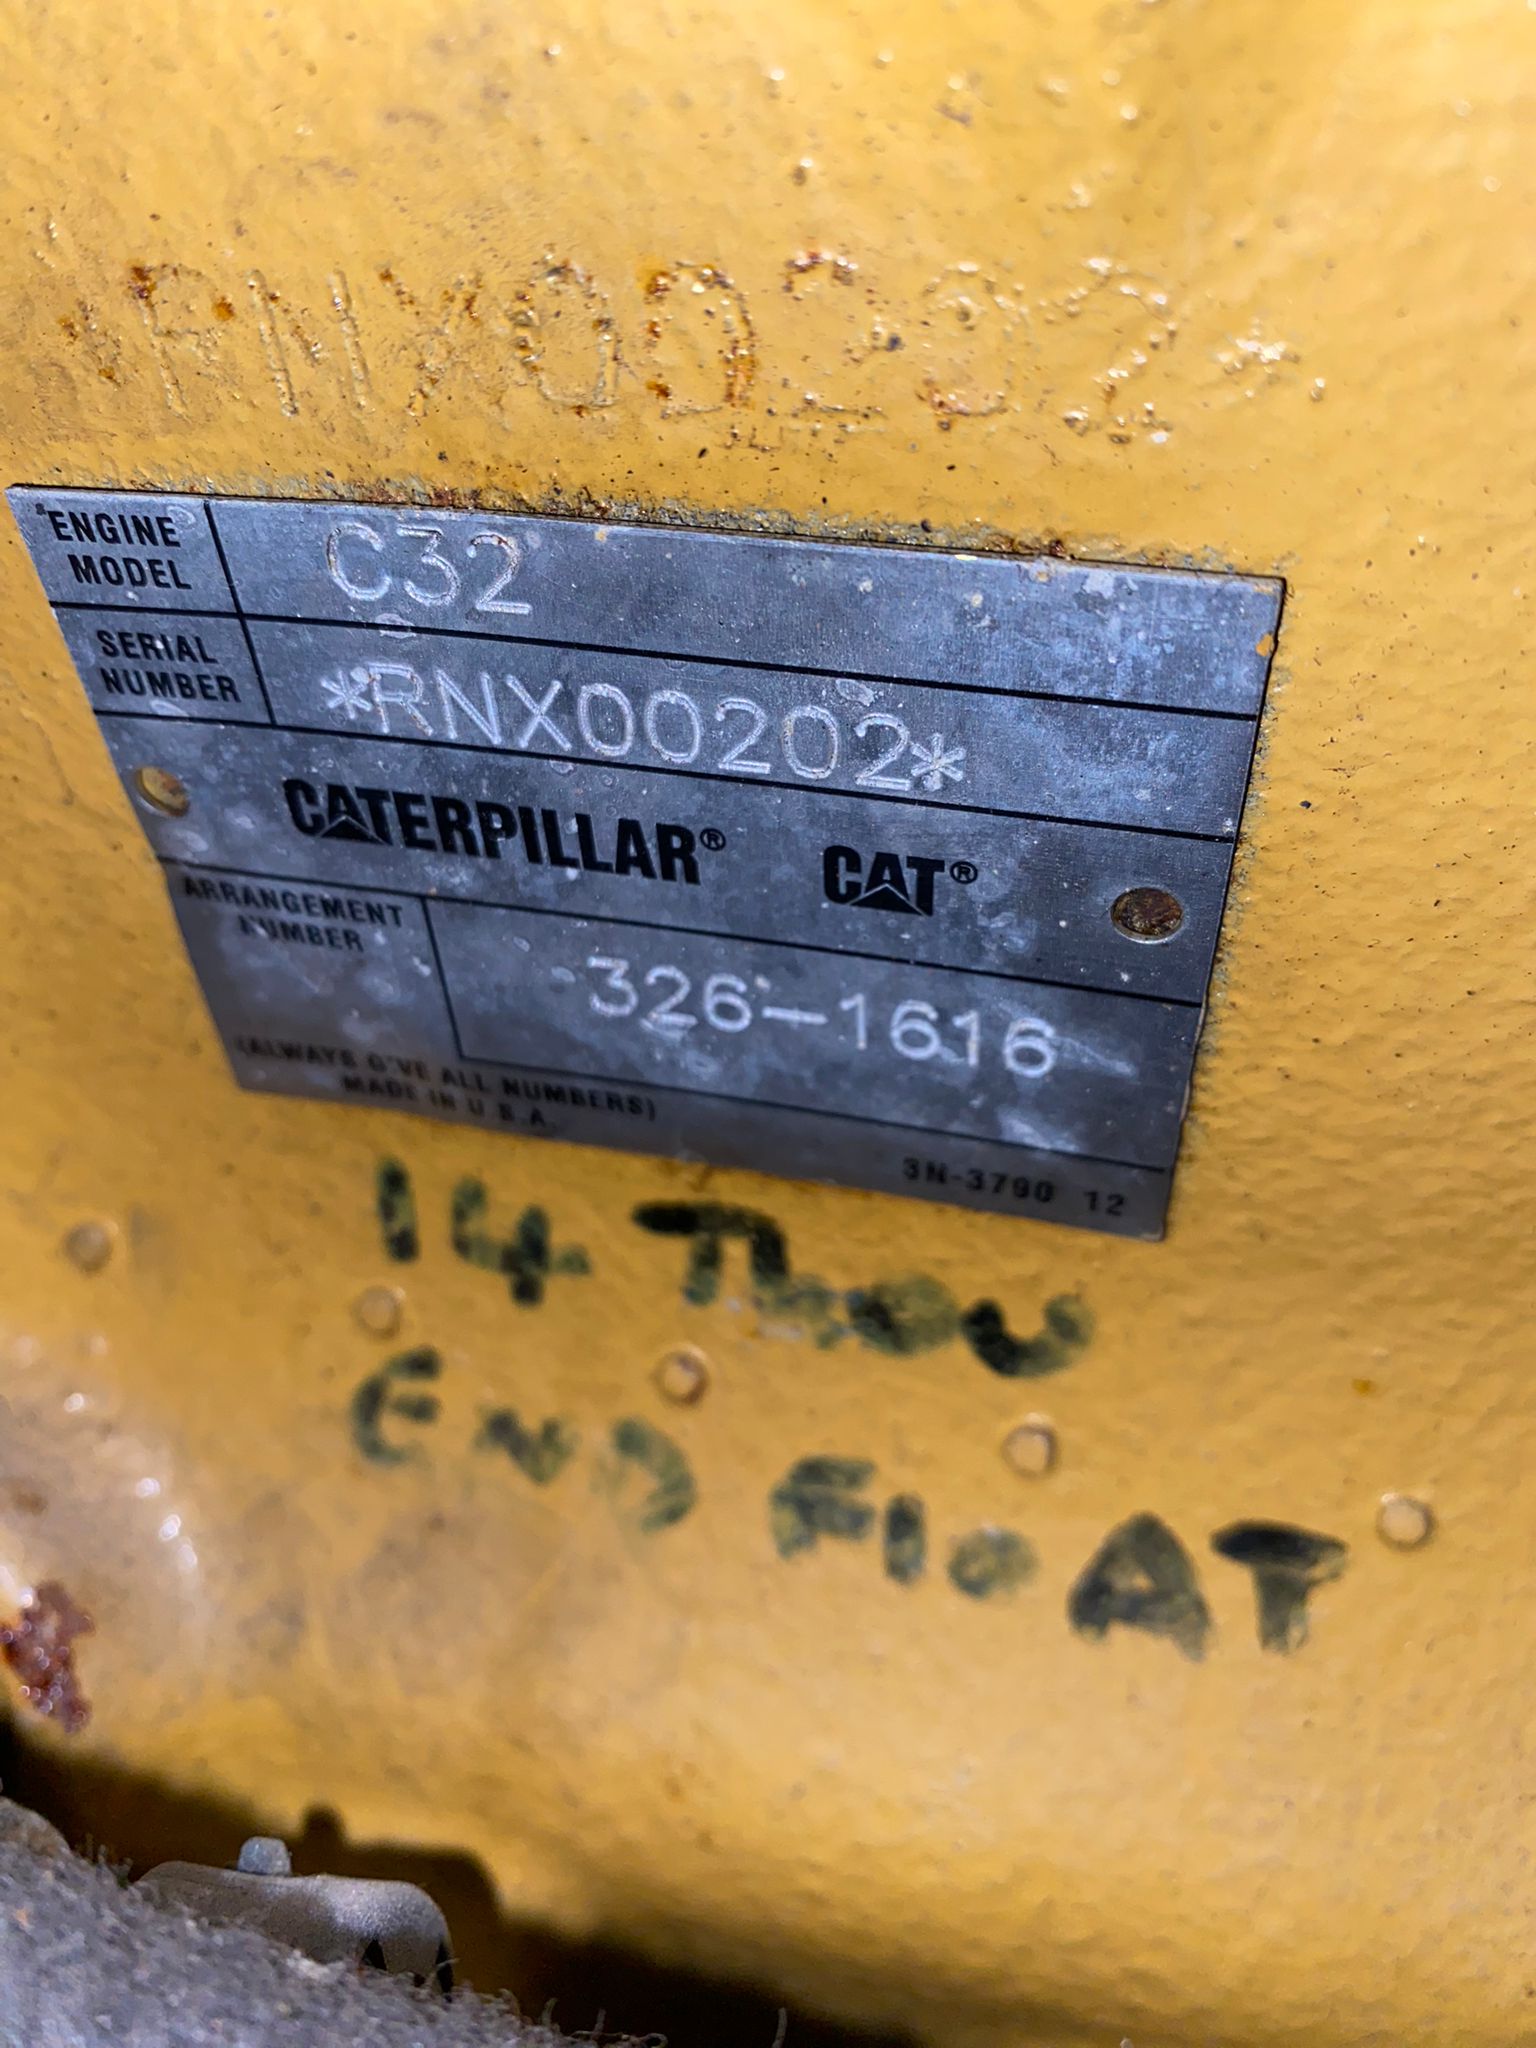 *RNX00202*
ENGINE MODEL C32
SERIAL NUMBER *RNX00202*
CATERPILLAR® CAT®
ARRANGEMENT NUMBER 326-1616
(ALWAYS GIVE ALL NUMBERS)
MADE IN U.S.A.
3N-3790 12
14 Thou
END FloAT